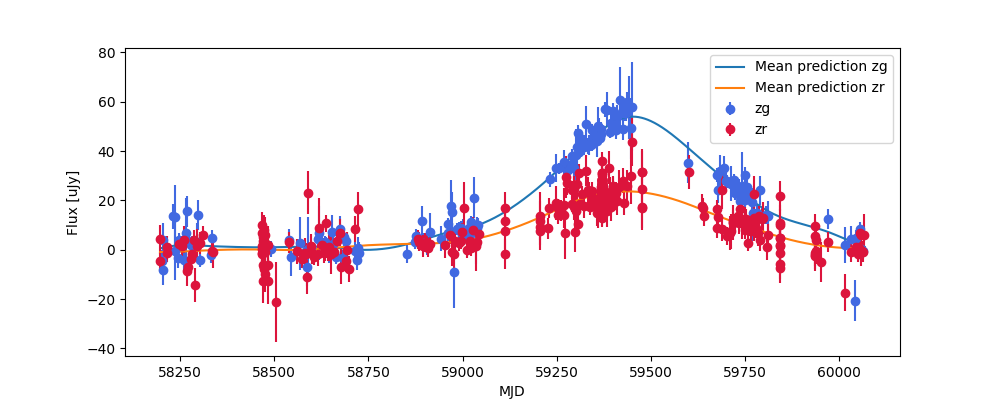 80
60
40
20
0
−20
−40
Flux [uJy]
58250
58500
58750
59000
59250
59500
59750
60000
MJD
Mean prediction zg
Mean prediction zr
zg
zr